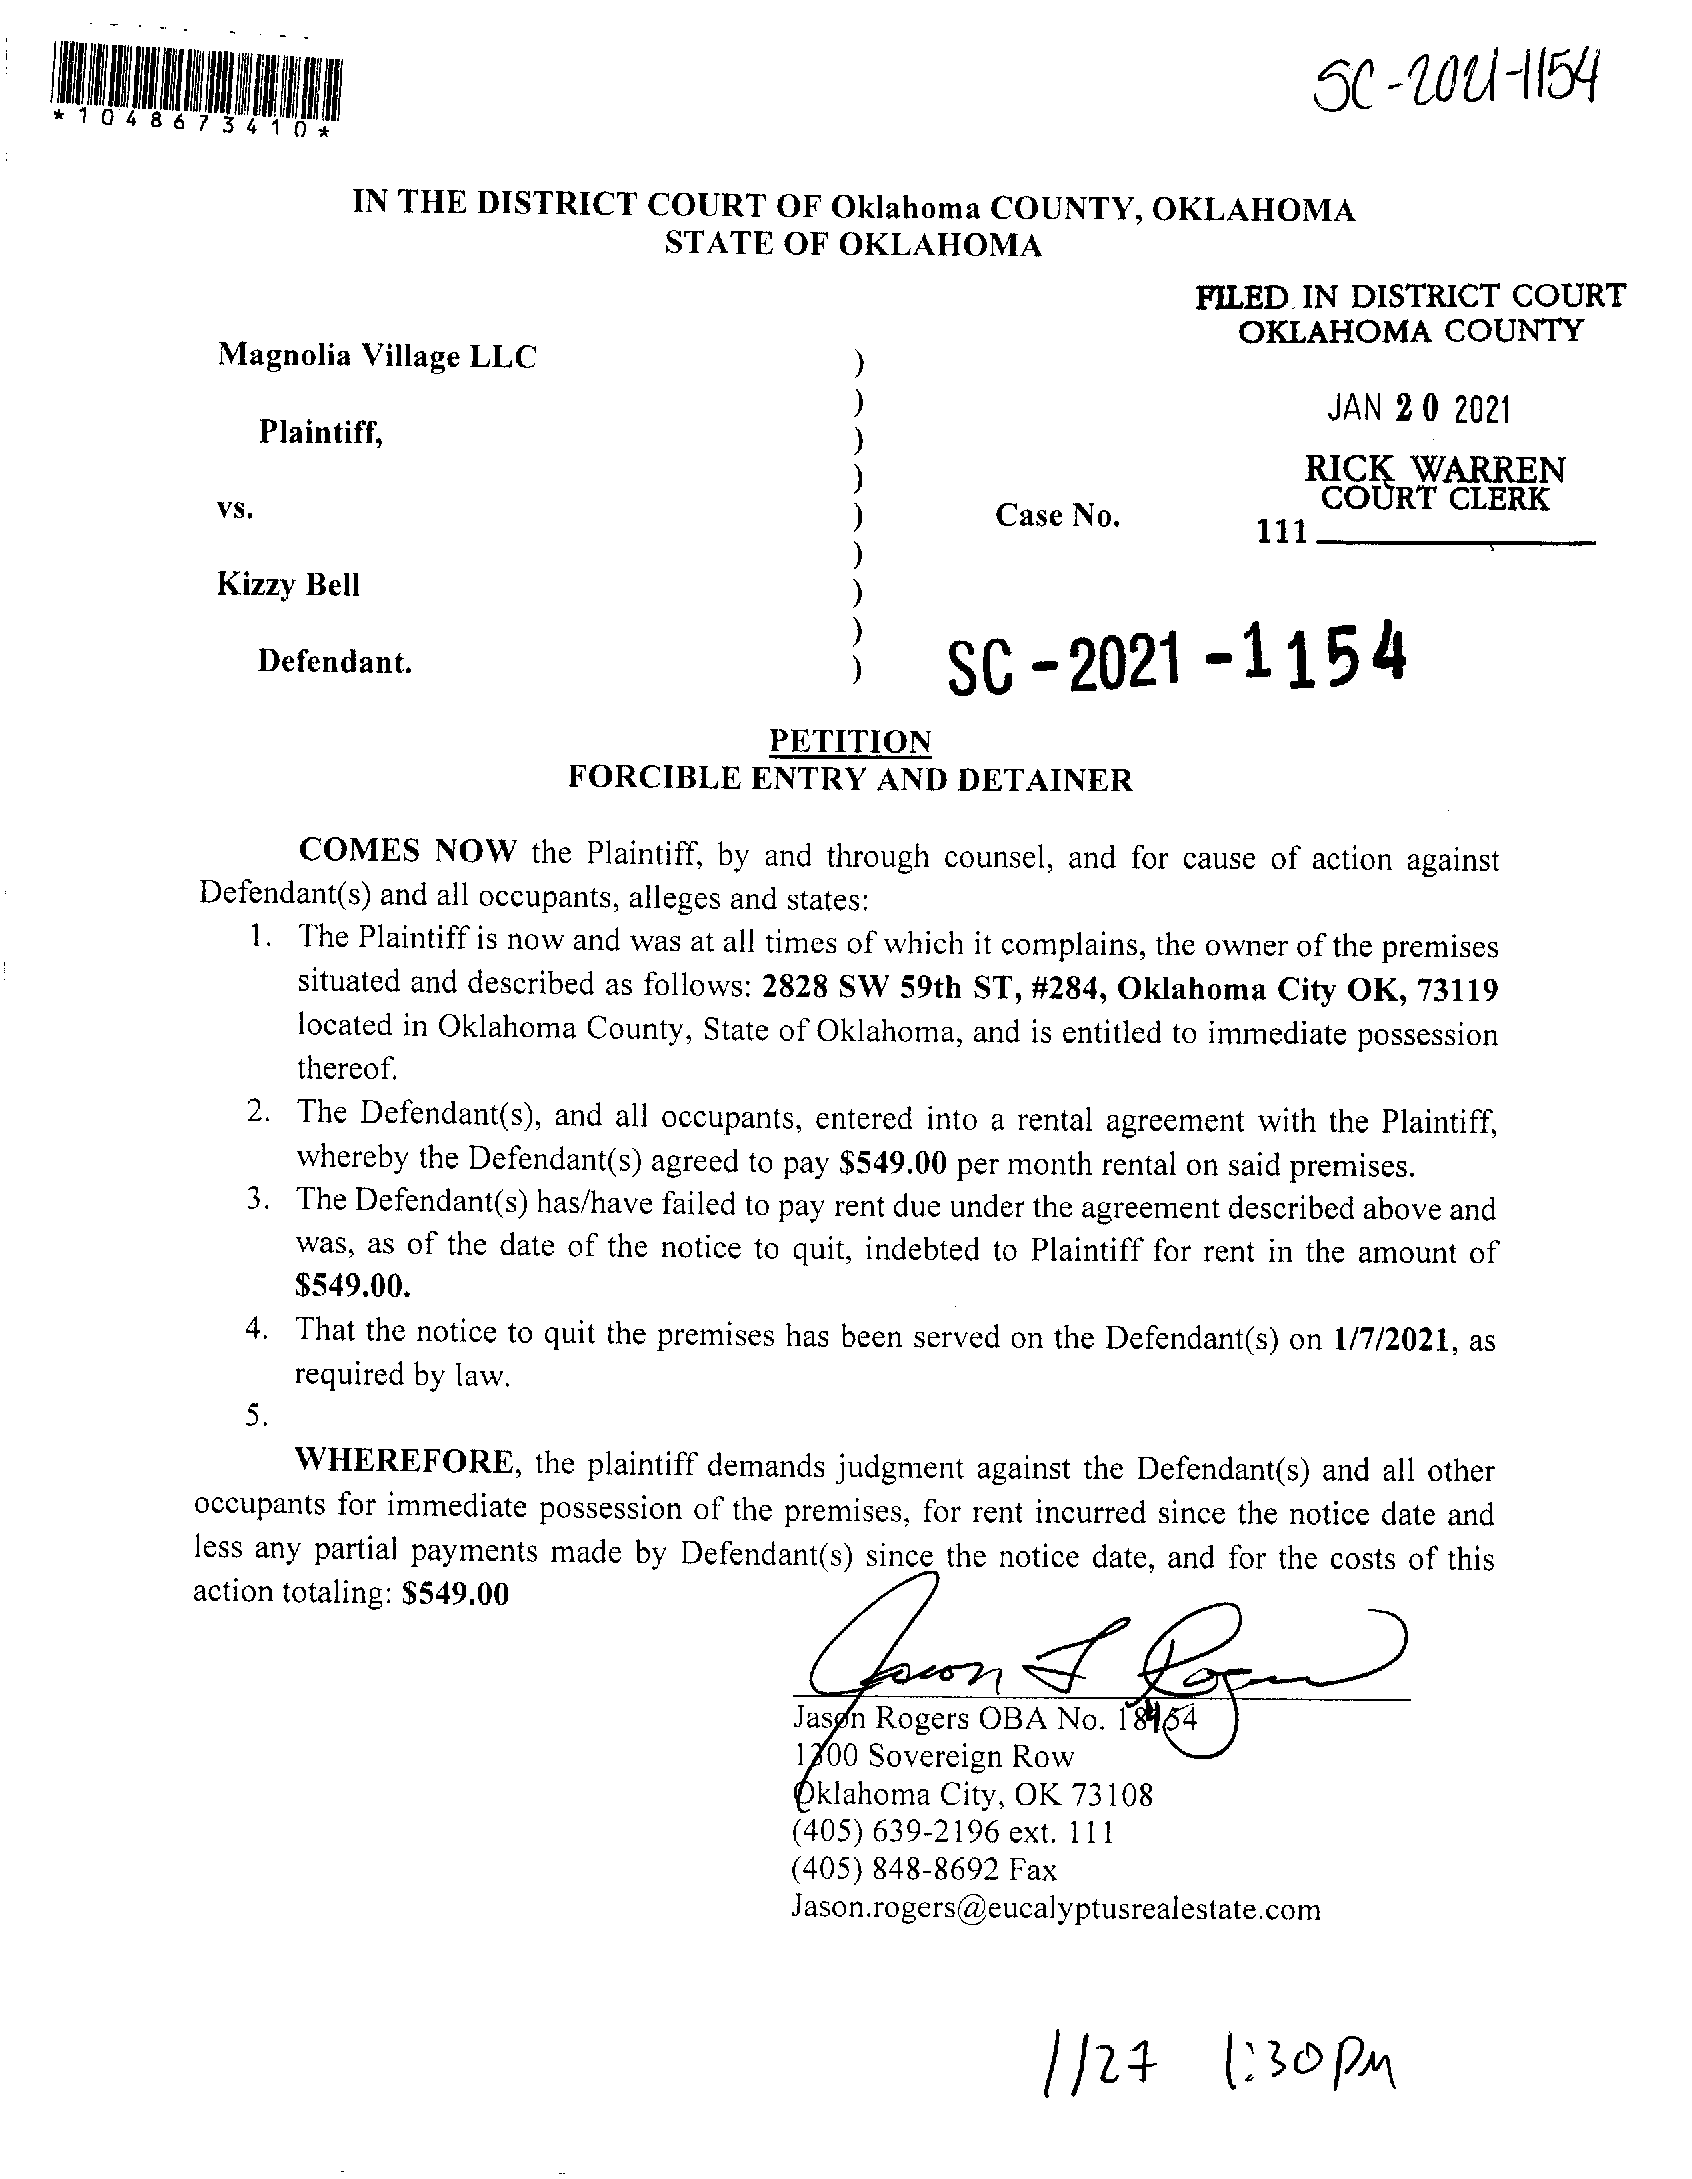 *1048673410*
SC-2021-1154
IN THE DISTRICT COURT OF Oklahoma COUNTY, OKLAHOMA
STATE OF OKLAHOMA
FILED IN DISTRICT COURT
OKLAHOMA COUNTY
Magnolia Village LLC )
)
JAN 20 2021
Plaintiff, )
)
RICK WARREN
COURT CLERK
vs. ) Case No.
111
)
Kizzy Bell )
)
Defendant. ) SC-2021-1154
PETITION
FORCIBLE ENTRY AND DETAINER
COMES NOW the Plaintiff, by and through counsel, and for cause of action against
Defendant(s) and all occupants, alleges and states:
1. The Plaintiff is now and was at all times of which it complains, the owner of the premises
situated and described as follows: 2828 SW 59th ST, #284, Oklahoma City OK, 73119
located in Oklahoma County, State of Oklahoma, and is entitled to immediate possession
thereof.
2. The Defendant(s), and all occupants, entered into a rental agreement with the Plaintiff,
whereby the Defendant(s) agreed to pay $549.00 per month rental on said premises.
3. The Defendant(s) has/have failed to pay rent due under the agreement described above and
was, as of the date of the notice to quit, indebted to Plaintiff for rent in the amount of
$549.00.
4. That the notice to quit the premises has been served on the Defendant(s) on 1/7/2021, as
required by law.
5.
WHEREFORE, the plaintiff demands judgment against the Defendant(s) and all other
occupants for immediate possession of the premises, for rent incurred since the notice date and
less any partial payments made by Defendant(s) since the notice date, and for the costs of this
action totaling: $549.00
Jason L Rogers
Jason Rogers OBA No.
Sovereign Row
Oklahoma City, OK 73108
(405) 639-2196 ext. 111
(405) 848-8692 Fax
Jason.rogers@eucalyptusrealestate.com
1/27 1:30PM